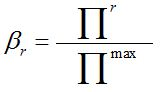 β_r = ∏^r / ∏^max